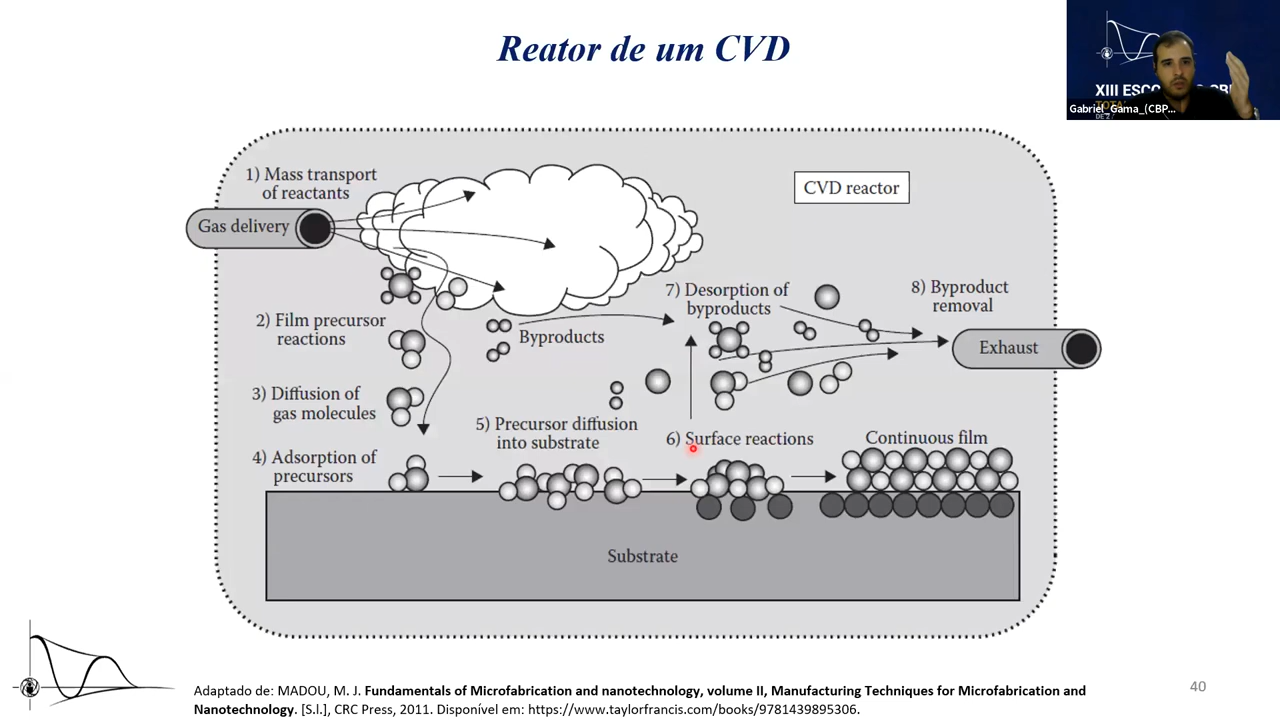 Reator de um CVD
XIII ESCO
Gabriel_Gama_(CBP...
1) Mass transport
of reactants
CVD reactor
Gas delivery
7) Desorption of
byproducts
8) Byproduct
removal
2) Film precursor
reactions
Byproducts
Exhaust
3) Diffusion of
gas molecules
5) Precursor diffusion
into substrate
6) Surface reactions
Continuous film
4) Adsorption of
precursors
Substrate
Adaptado de: MADOU, M. J. Fundamentals of Microfabrication and nanotechnology, volume II, Manufacturing Techniques for Microfabrication and
Nanotechnology. [S.l.], CRC Press, 2011. Disponível em: https://www.taylorfrancis.com/books/9781439895306.
40